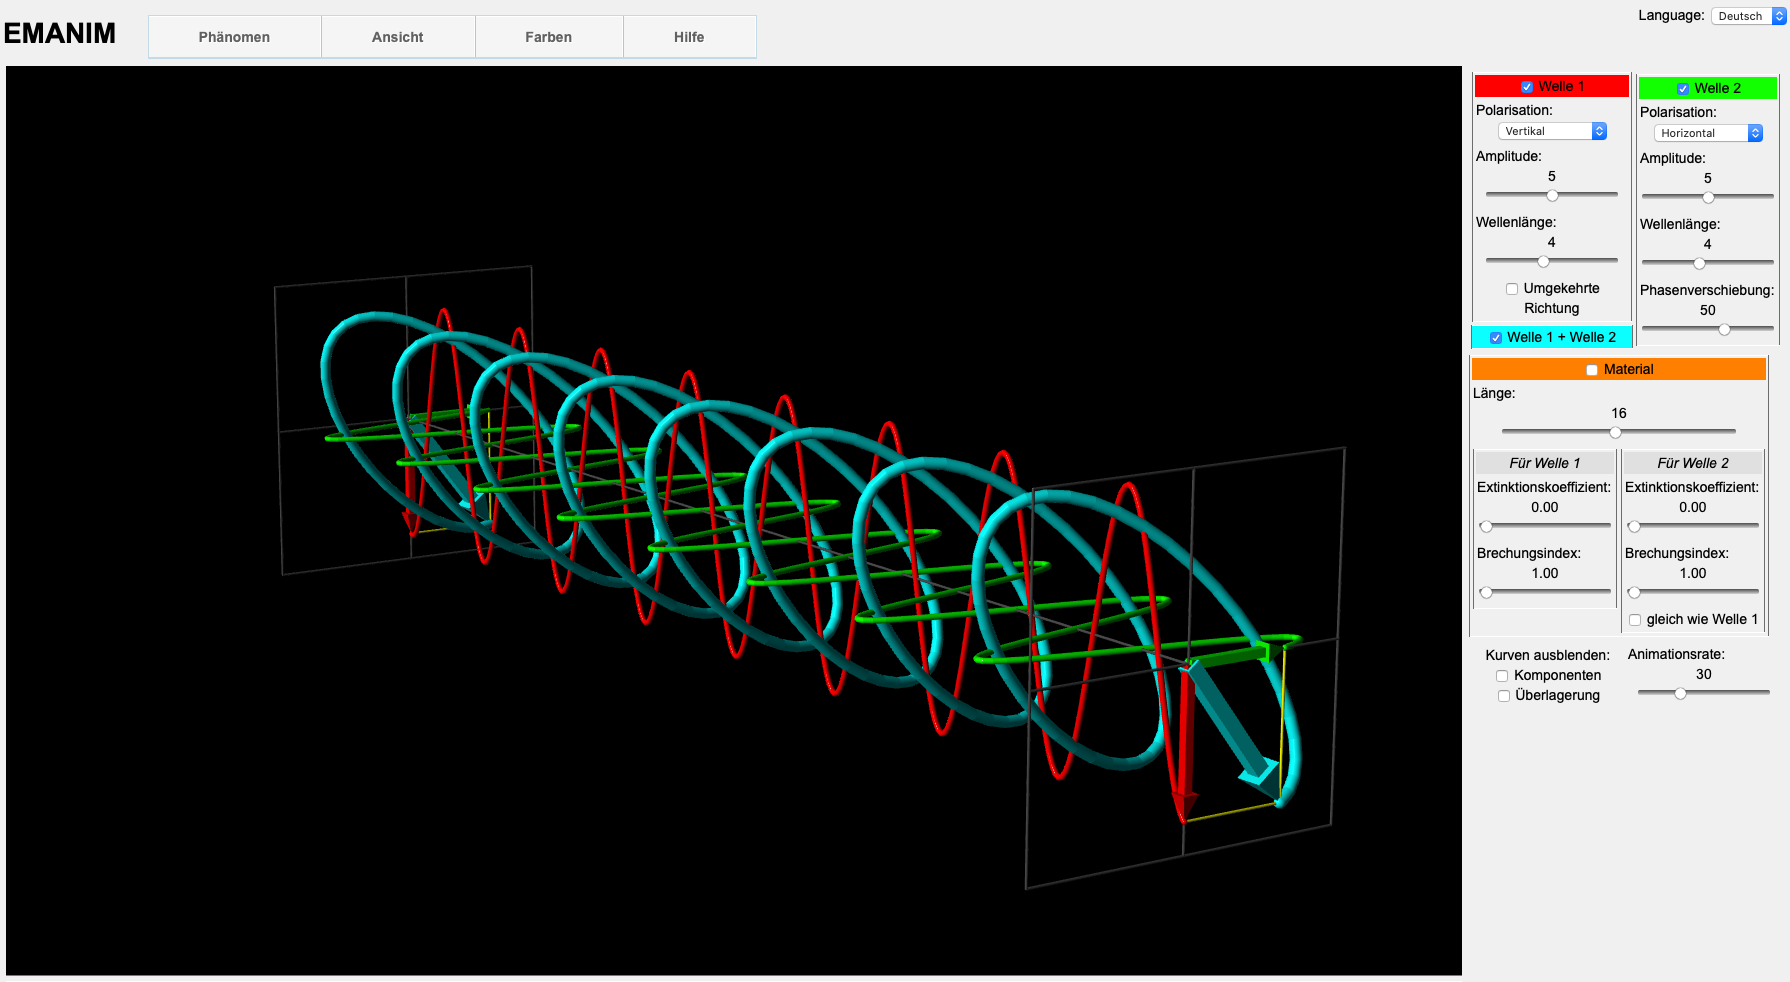 EMANIM
Phänomen Ansicht Farben Hilfe
Language: Deutsch
Welle 1
Polarisation:
Vertikal
Amplitude:
5
Wellenlänge:
4
Umgekehrte
Richtung
Welle 1 + Welle 2
Welle 2
Polarisation:
Horizontal
Amplitude:
5
Wellenlänge:
4
Phasenverschiebung:
50
Material
Länge:
16
Für Welle 1
Extinktionskoeffizient:
0.00
Brechungsindex:
1.00
Für Welle 2
Extinktionskoeffizient:
0.00
Brechungsindex:
1.00
gleich wie Welle 1
Kurven ausblenden:
Komponenten
Überlagerung
Animationsrate:
30